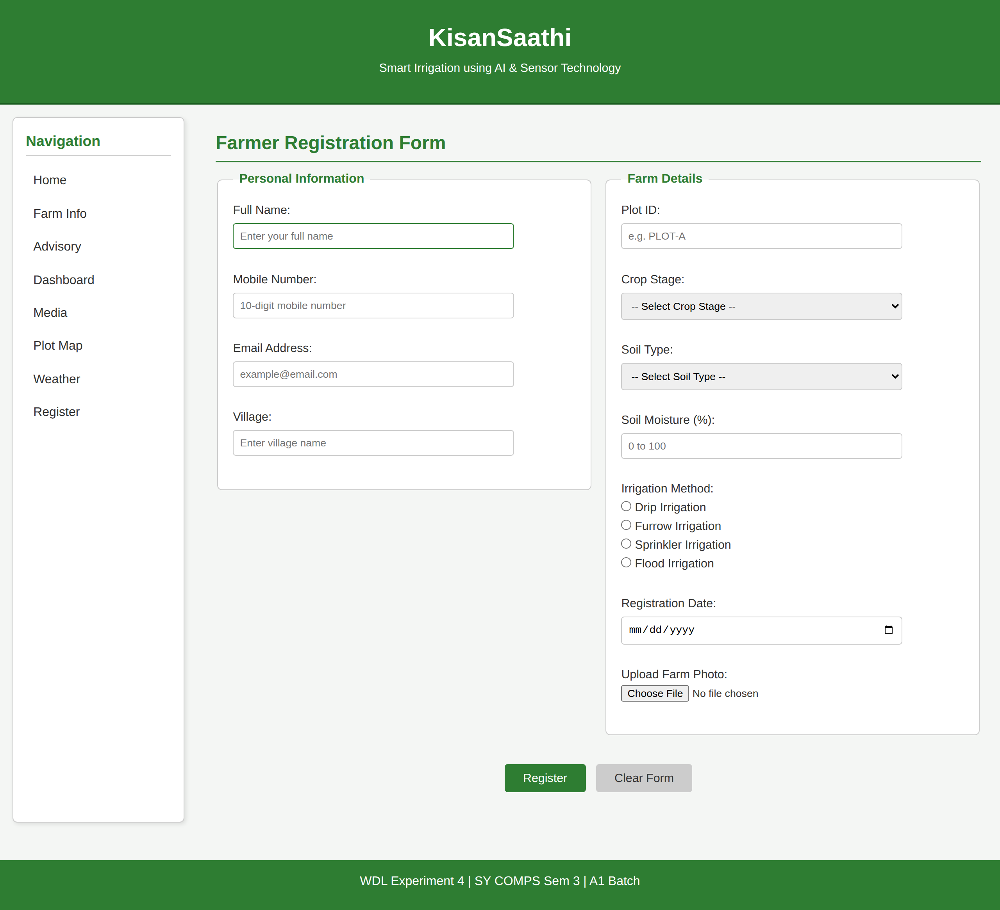 KisanSaathi
Smart Irrigation using AI & Sensor Technology
Navigation
Home
Farm Info
Advisory
Dashboard
Media
Plot Map
Weather
Register
Farmer Registration Form
Personal Information
Full Name:
Enter your full name
Mobile Number:
10-digit mobile number
Email Address:
example@email.com
Village:
Enter village name
Farm Details
Plot ID:
e.g. PLOT-A
Crop Stage:
-- Select Crop Stage --
Soil Type:
-- Select Soil Type --
Soil Moisture (%):
0 to 100
Irrigation Method:
Drip Irrigation
Furrow Irrigation
Sprinkler Irrigation
Flood Irrigation
Registration Date:
mm/dd/yyyy
Upload Farm Photo:
Choose File No file chosen
Register Clear Form
WDL Experiment 4 | SY COMPS Sem 3 | A1 Batch